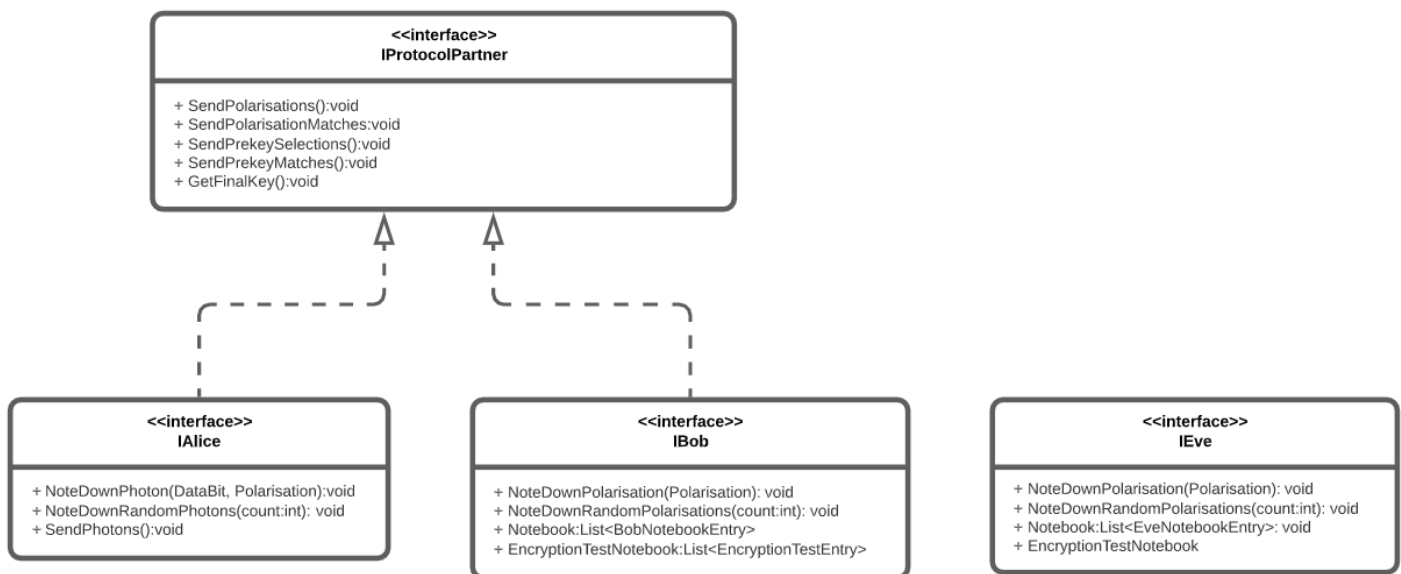 <<interface>>
IProtocolPartner
+ SendPolarisations():void
+ SendPolarisationMatches:void
+ SendPrekeySelections():void
+ SendPrekeyMatches():void
+ GetFinalKey():void
<<interface>>
IAlice
+ NoteDownPhoton(DataBit, Polarisation):void
+ NoteDownRandomPhotons(count:int): void
+ SendPhotons():void
<<interface>>
IBob
+ NoteDownPolarisation(Polarisation): void
+ NoteDownRandomPolarisations(count:int): void
+ Notebook:List<BobNotebookEntry>
+ EncryptionTestNotebook:List<EncryptionTestEntry>
<<interface>>
IEve
+ NoteDownPolarisation(Polarisation): void
+ NoteDownRandomPolarisations(count:int): void
+ Notebook:List<EveNotebookEntry>: void
+ EncryptionTestNotebook